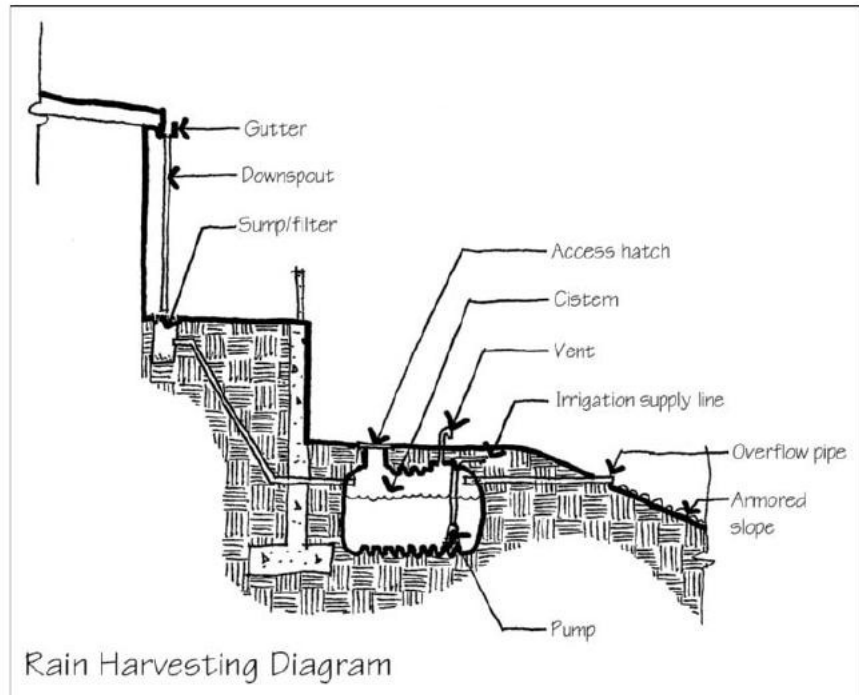 Gutter
Downspout
Sump/filter
Access hatch
Cistern
Vent
Irrigation supply line
Overflow pipe
Armored
slope
Pump
Rain Harvesting Diagram